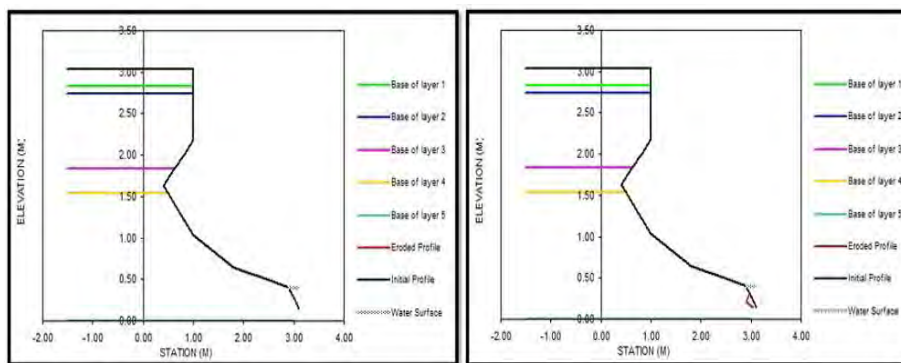 3.50
3.00
2.50
2.00
1.50
1.00
0.50
0.00
ELEVATION (M)
-2.00 -1.00 0.00 1.00 2.00 3.00 4.00
STATION (M)
Base of layer 1
Base of layer 2
Base of layer 3
Base of layer 4
Base of layer 5
Eroded Profile
Initial Profile
Water Surface
3.50
3.00
2.50
2.00
1.50
1.00
0.50
0.00
ELEVATION (M)
-2.00 -1.00 0.00 1.00 2.00 3.00 4.00
STATION (M)
Base of layer 1
Base of layer 2
Base of layer 3
Base of layer 4
Base of layer 5
Eroded Profile
Initial Profile
Water Surface